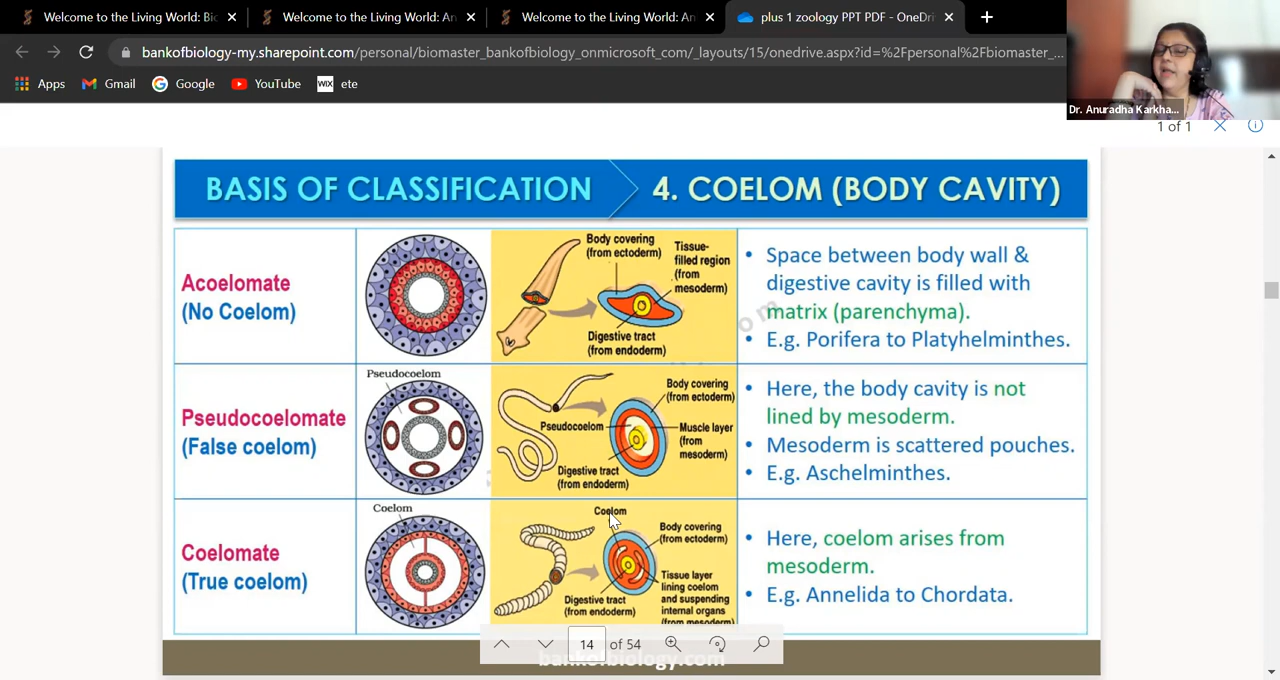 Welcome to the Living World: Bio
Welcome to the Living World: An
Welcome to the Living World: An
plus 1 zoology PPT PDF - OneDri
bankofbiology-my.sharepoint.com/personal/biomaster_bankofbiology_onmicrosoft_com/_layouts/15/onedrive.aspx?id=%2Fpersonal%2Fbiomaster_...
Apps
Gmail
Google
YouTube
WIX
ete
Dr. Anuradha Karkha...
1 of 1
BASIS OF CLASSIFICATION
4. COELOM (BODY CAVITY)
Acoelomate
(No Coelom)
Body covering
(from ectoderm)
Tissue-
filled region
(from
mesoderm)
Digestive tract
(from endoderm)
• Space between body wall &
digestive cavity is filled with
matrix (parenchyma).
• E.g. Porifera to Platyhelminthes.
Pseudocoelomate
(False coelom)
Pseudocoelom
Body covering
(from ectoderm)
Pseudocoelom
Muscle layer
(from
mesoderm)
Digestive tract
(from endoderm)
• Here, the body cavity is not
lined by mesoderm.
• Mesoderm is scattered pouches.
• E.g. Aschelminthes.
Coelomate
(True coelom)
Coelom
Coelom
Body covering
(from ectoderm)
Tissue layer
lining coelom
and suspending
internal organs
(from mesoderm)
Digestive tract
(from endoderm)
• Here, coelom arises from
mesoderm.
• E.g. Annelida to Chordata.
14 of 54
bankofbiology.com